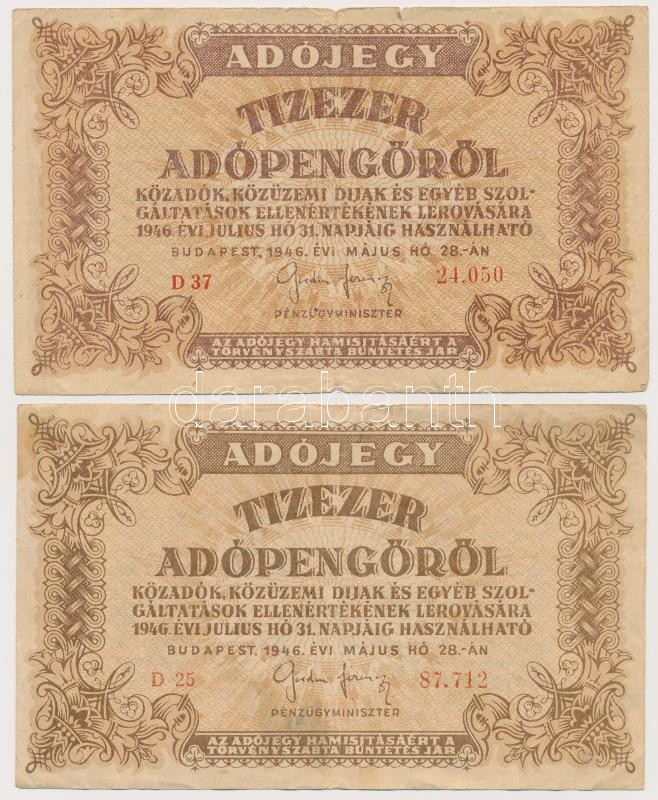 ADÓJEGY
TIZEZER
ADÓPENGŐRŐL
KÖZADÓK, KÖZÜZEMI DIJAK ÉS EGYÉB SZOL-
GÁLTATÁSOK ELLENÉRTÉKÉNEK LEROVÁSÁRA
1946. ÉVI JULIUS HÓ 31. NAPJÁIG HASZNÁLHATÓ
BUDAPEST, 1946. ÉVI MÁJUS HÓ 28.-ÁN
D 37 24.050
PÉNZÜGYMINISZTER
AZ ADÓJEGY HAMISITÁSÁÉRT A
TÖRVÉNYSZABTA BÜNTETÉS JÁR
darabanth
ADÓJEGY
TIZEZER
ADÓPENGŐRŐL
KÖZADÓK, KÖZÜZEMI DIJAK ÉS EGYÉB SZOL-
GÁLTATÁSOK ELLENÉRTÉKÉNEK LEROVÁSÁRA
1946. ÉVI JULIUS HÓ 31. NAPJÁIG HASZNÁLHATÓ
BUDAPEST, 1946. ÉVI MÁJUS HÓ 28.-ÁN
D 25 87.712
PÉNZÜGYMINISZTER
AZ ADÓJEGY HAMISITÁSÁÉRT A
TÖRVÉNYSZABTA BÜNTETÉS JÁR